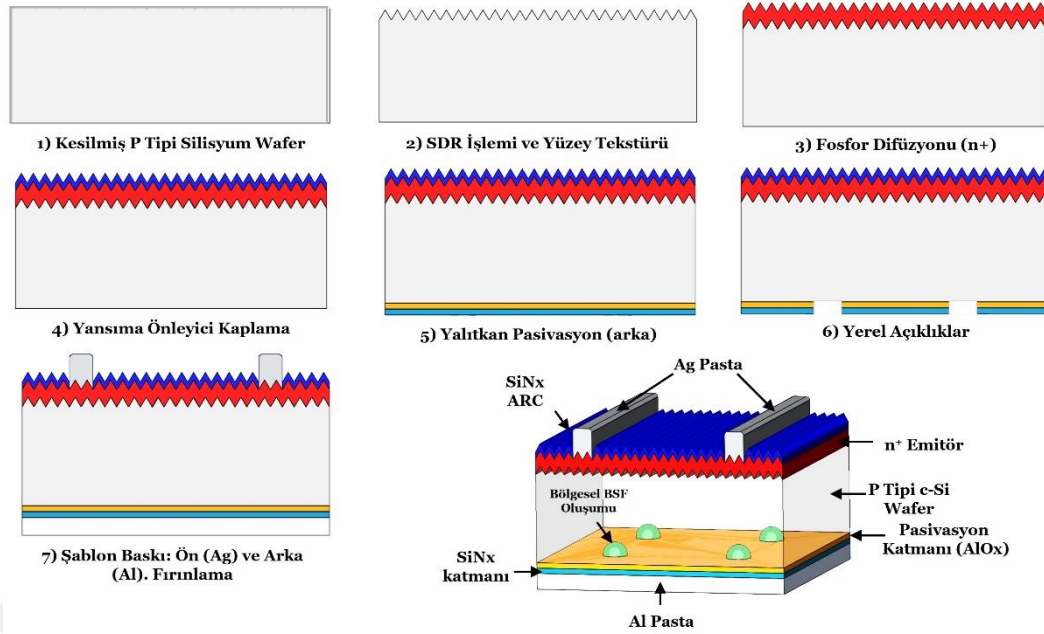 1) Kesilmiş P Tipi Silisyum Wafer
2) SDR İşlemi ve Yüzey Tekstürü
3) Fosfor Difüzyonu (n+)
4) Yansıma Önleyici Kaplama
5) Yalıtkan Pasivasyon (arka)
6) Yerel Açıklıklar
7) Şablon Baskı: Ön (Ag) ve Arka
(Al). Fırınlama
SiNx
ARC
Ag Pasta
n⁺ Emitör
P Tipi c-Si
Wafer
Bölgesel BSF
Oluşumu
Pasivasyon
Katmanı (AlOx)
SiNx
katmanı
Al Pasta